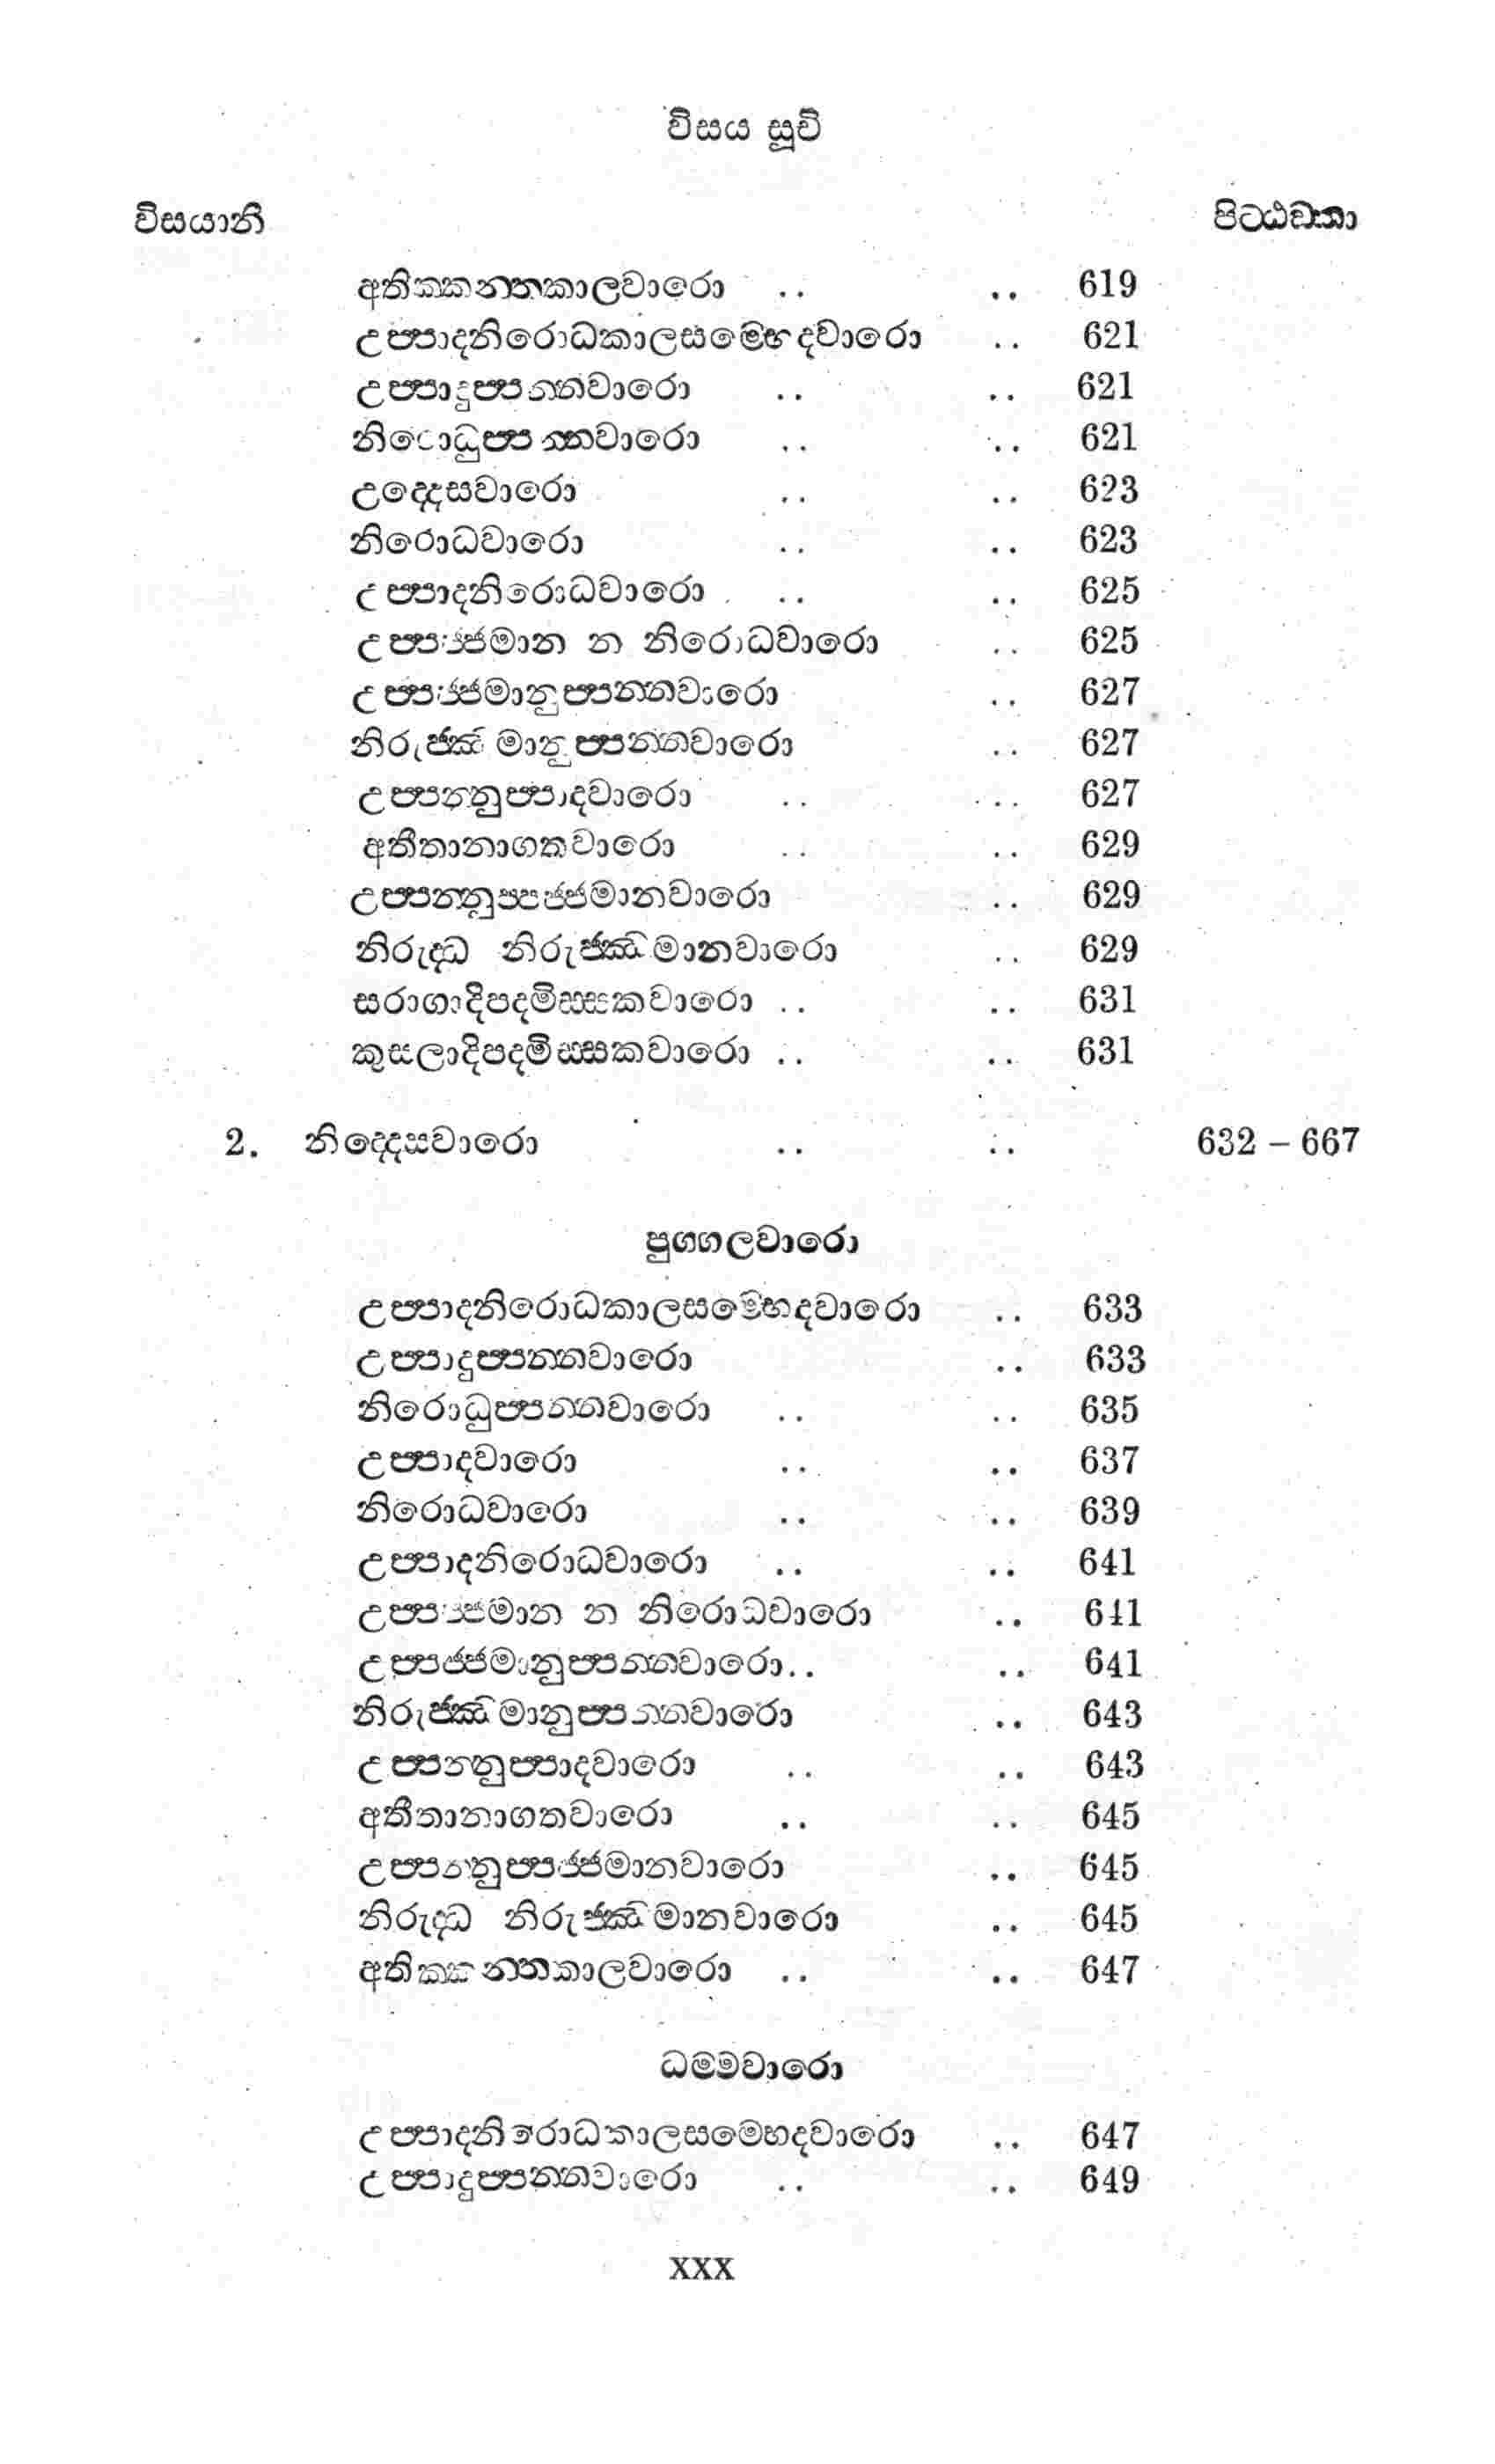 විසය සූචි
විසයානි පිට්ඨඞ්කා
අතික්කන්තකාලවාරො .. .. 619
උප්පාදනිරොධකාලසම්භෙදවාරො .. 621
උප්පාදුප්පන්නවාරො .. .. 621
නිරොධුප්පන්නවාරො .. .. 621
උද්දෙසවාරො .. .. 623
නිරොධවාරො .. .. 623
උප්පාදනිරොධවාරො .. .. 625
උප්පජ්ජමාන න නිරොධවාරො .. 625
උප්පජ්ජමානුප්පන්නවාරො .. 627
නිරුජ්ඣමානුප්පන්නවාරො .. 627
උප්පන්නුප්පාදවාරො .. .. 627
අතීතානාගතවාරො .. .. 629
උප්පන්නුප්පජ්ජමානවාරො .. 629
නිරුද්ධ නිරුජ්ඣමානවාරො .. 629
සරාගාදිපදමිස්සකවාරො .. .. 631
කුසලාදිපදමිස්සකවාරො .. .. 631
2. නිද්දෙසවාරො .. .. 632 – 667
පුග්ගලවාරො
උප්පාදනිරොධකාලසම්භෙදවාරො .. 633
උප්පාදුප්පන්නවාරො .. 633
නිරොධුප්පන්නවාරො .. .. 635
උප්පාදවාරො .. .. 637
නිරොධවාරො .. .. 639
උප්පාදනිරොධවාරො .. .. 641
උප්පජ්ජමාන න නිරොධවාරො .. 641
උප්පජ්ජමානුප්පන්නවාරො.. .. 641
නිරුජ්ඣමානුප්පන්නවාරො .. 643
උප්පන්නුප්පාදවාරො .. .. 643
අතීතානාගතවාරො .. .. 645
උප්පන්නුප්පජ්ජමානවාරො .. 645
නිරුද්ධ නිරුජ්ඣමානවාරො .. 645
අතික්කන්තකාලවාරො .. .. 647
ධම්මවාරො
උප්පාදනිරොධකාලසම්භෙදවාරො .. 647
උප්පාදුප්පන්නවාරො .. .. 649
XXX